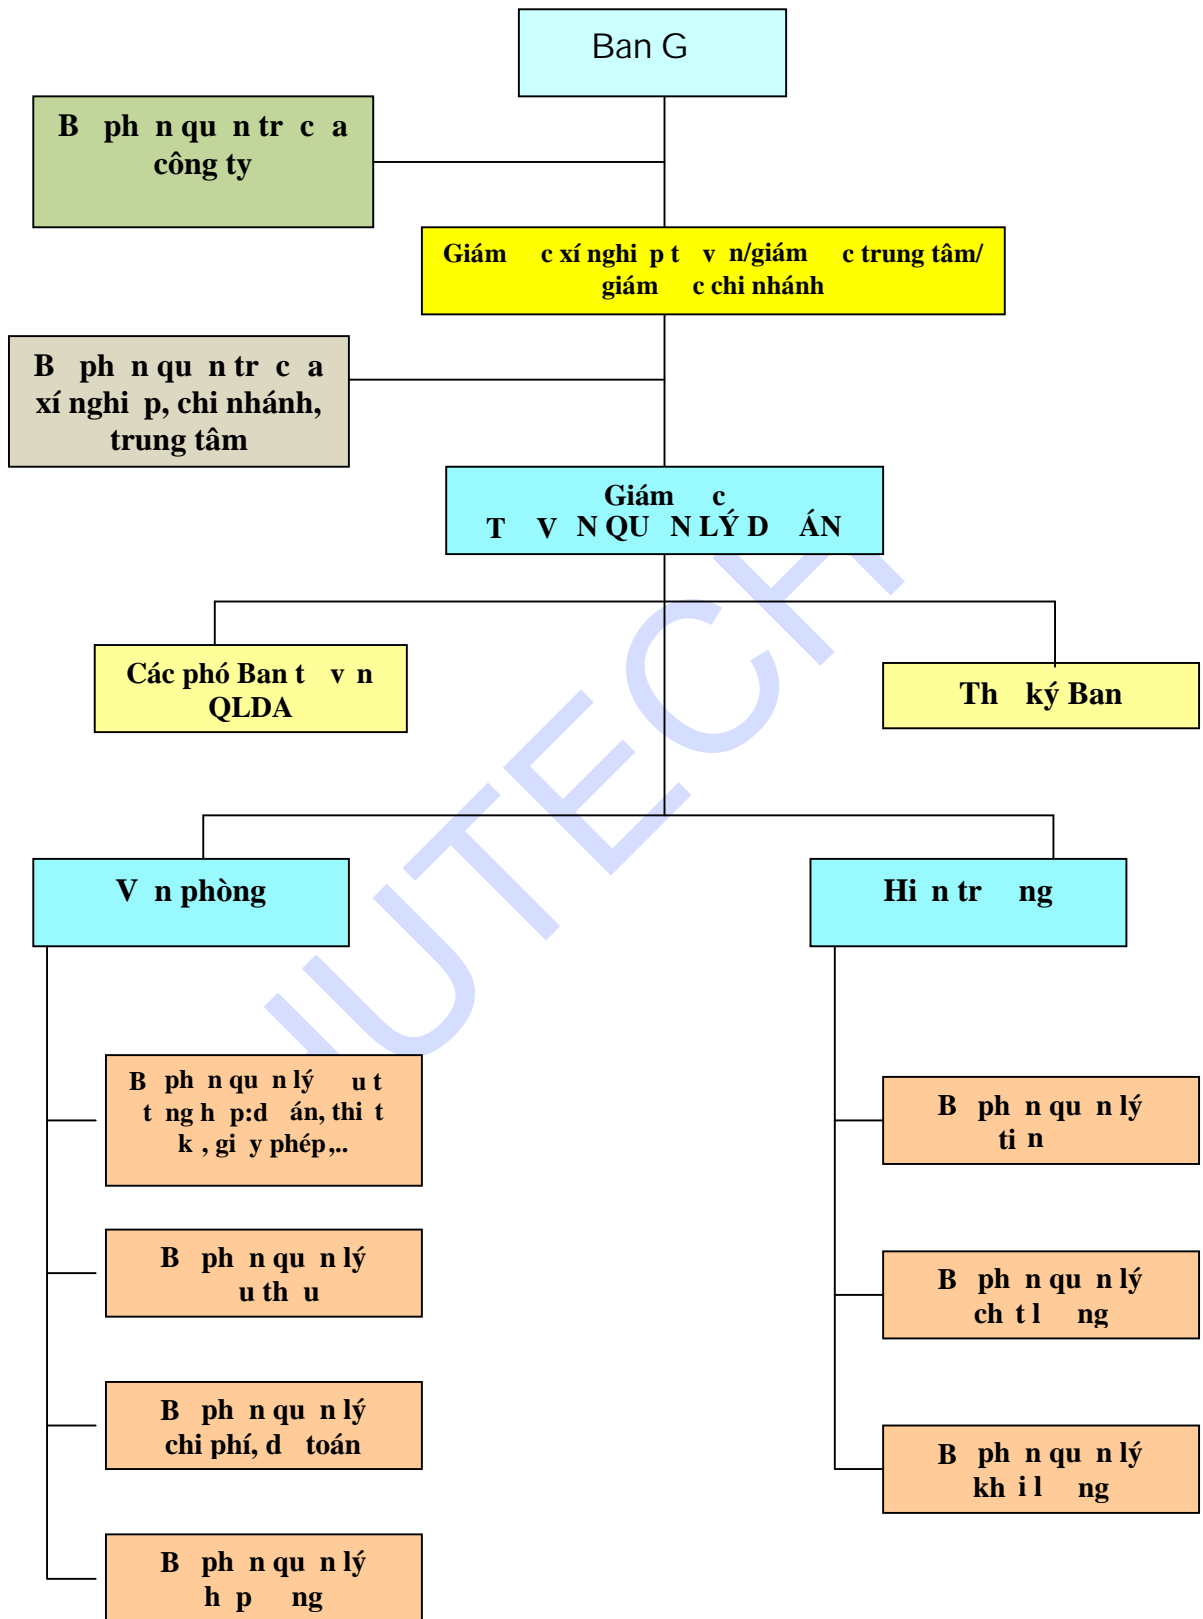 Ban G
B ph n qu n tr c a
công ty
Giám c xí nghi p t v n/giám c trung tâm/
giám c chi nhánh
B ph n qu n tr c a
xí nghi p, chi nhánh,
trung tâm
Giám c
T V N QU N LÝ D ÁN
Các phó Ban t v n
QLDA
Th ký Ban
V n phòng
Hi n tr ng
B ph n qu n lý u t
t ng h p:d án, thi t
k , gi y phép,..
B ph n qu n lý
ti n
B ph n qu n lý
u th u
B ph n qu n lý
ch t l ng
B ph n qu n lý
chi phí, d toán
B ph n qu n lý
kh i l ng
B ph n qu n lý
h p ng